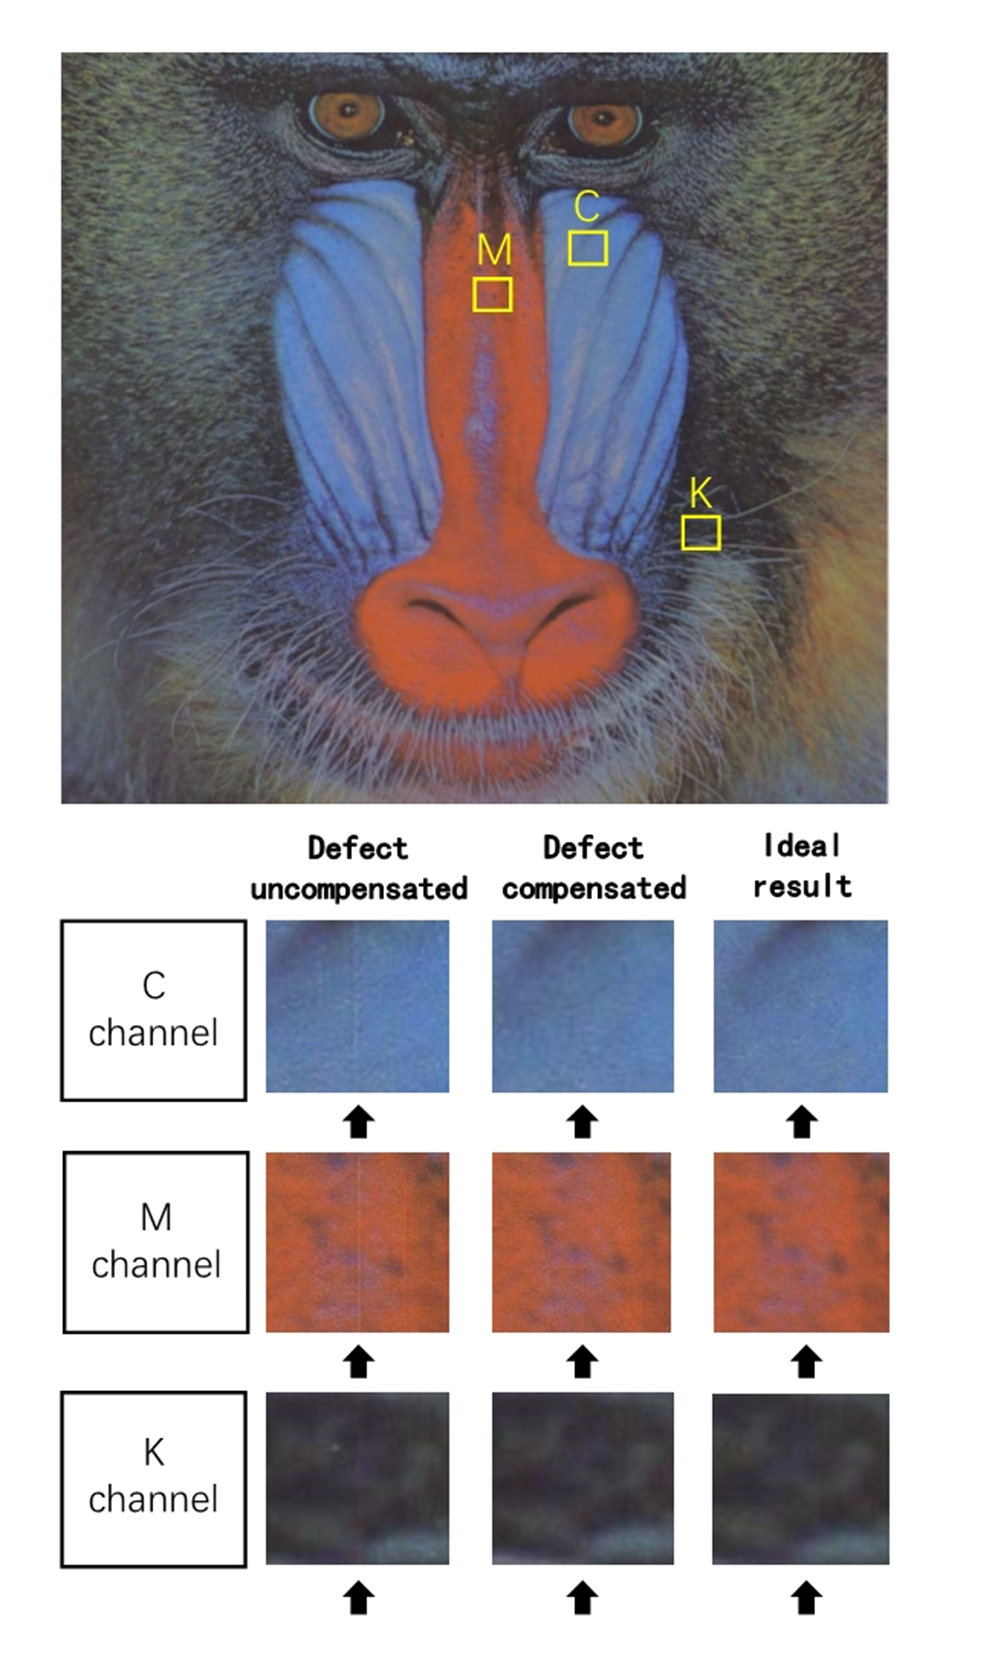 C
M
K
Defect uncompensated
Defect compensated
Ideal result
C channel
M channel
K channel